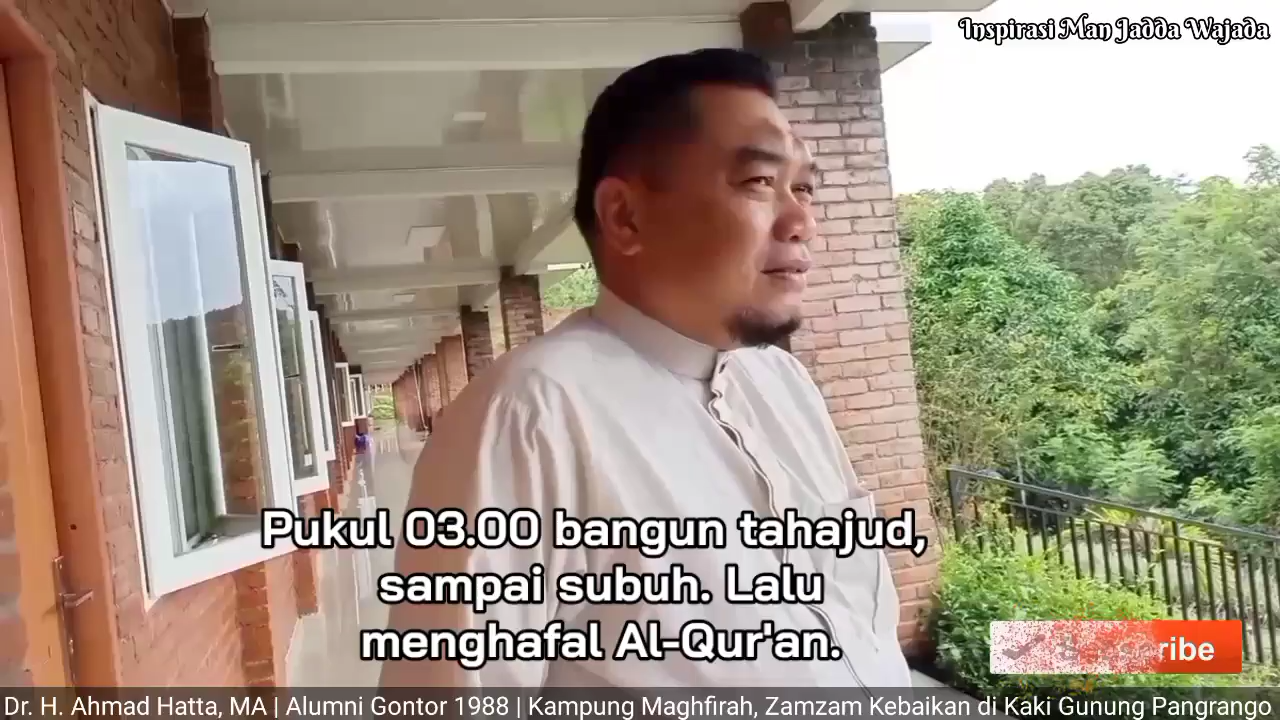 Inspirasi Man Jadda Wajada
Pukul 03.00 bangun tahajud,
sampai subuh. Lalu
menghafal Al-Qur'an.
ribe
Dr. H. Ahmad Hatta, MA | Alumni Gontor 1988 | Kampung Maghfirah, Zamzam Kebaikan di Kaki Gunung Pangrango